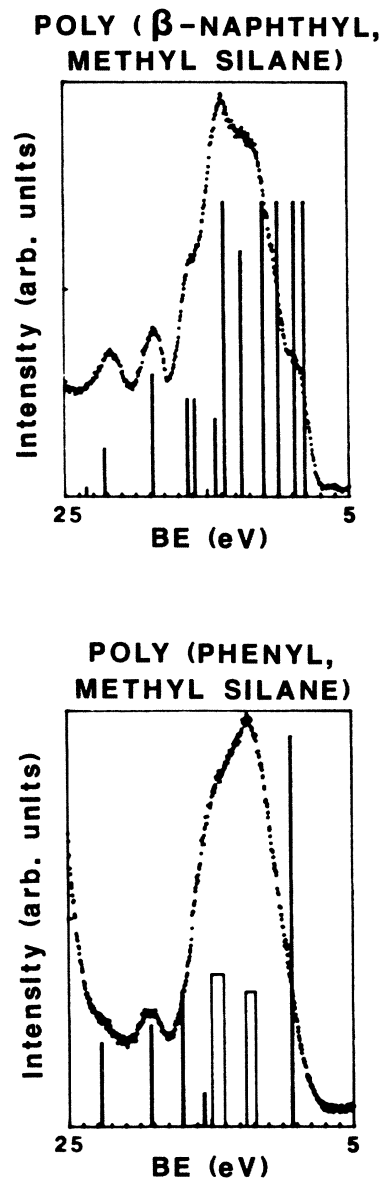 POLY (β-NAPHTHYL,
METHYL SILANE)
Intensity (arb. units)
25 5
BE (eV)
POLY (PHENYL,
METHYL SILANE)
Intensity (arb. units)
25 5
BE (eV)